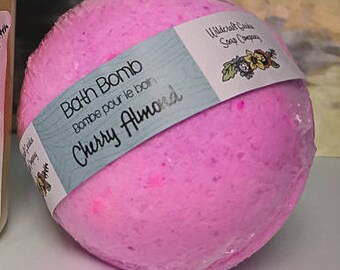 Bath Bomb
Bombe pour le bain
Cherry Almond
Wildcraft Garden
Soap Company